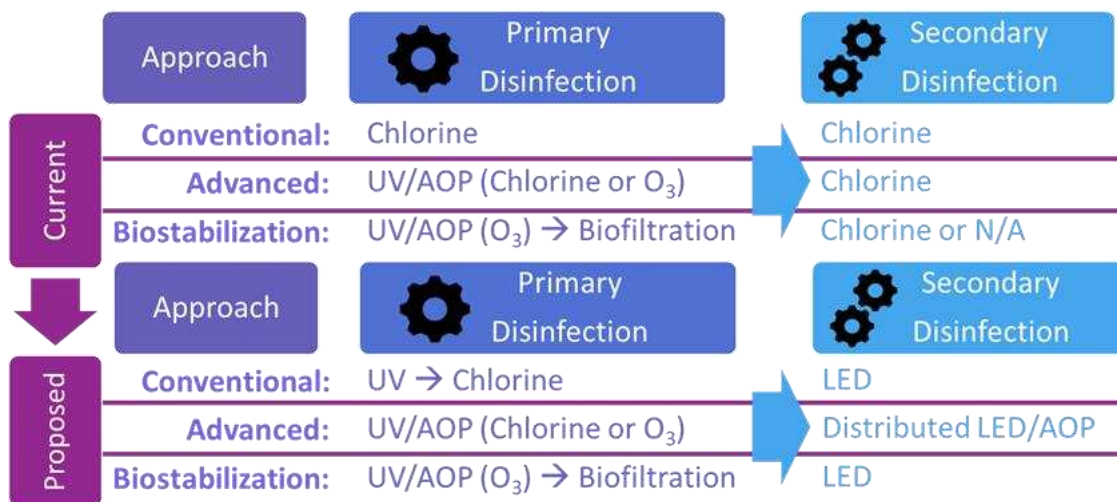 Approach
Primary
Disinfection
Secondary
Disinfection
Current
Conventional: Chlorine Chlorine
Advanced: UV/AOP (Chlorine or O₃) Chlorine
Biostabilization: UV/AOP (O₃) → Biofiltration Chlorine or N/A
Approach
Primary
Disinfection
Secondary
Disinfection
Proposed
Conventional: UV → Chlorine LED
Advanced: UV/AOP (Chlorine or O₃) Distributed LED/AOP
Biostabilization: UV/AOP (O₃) → Biofiltration LED